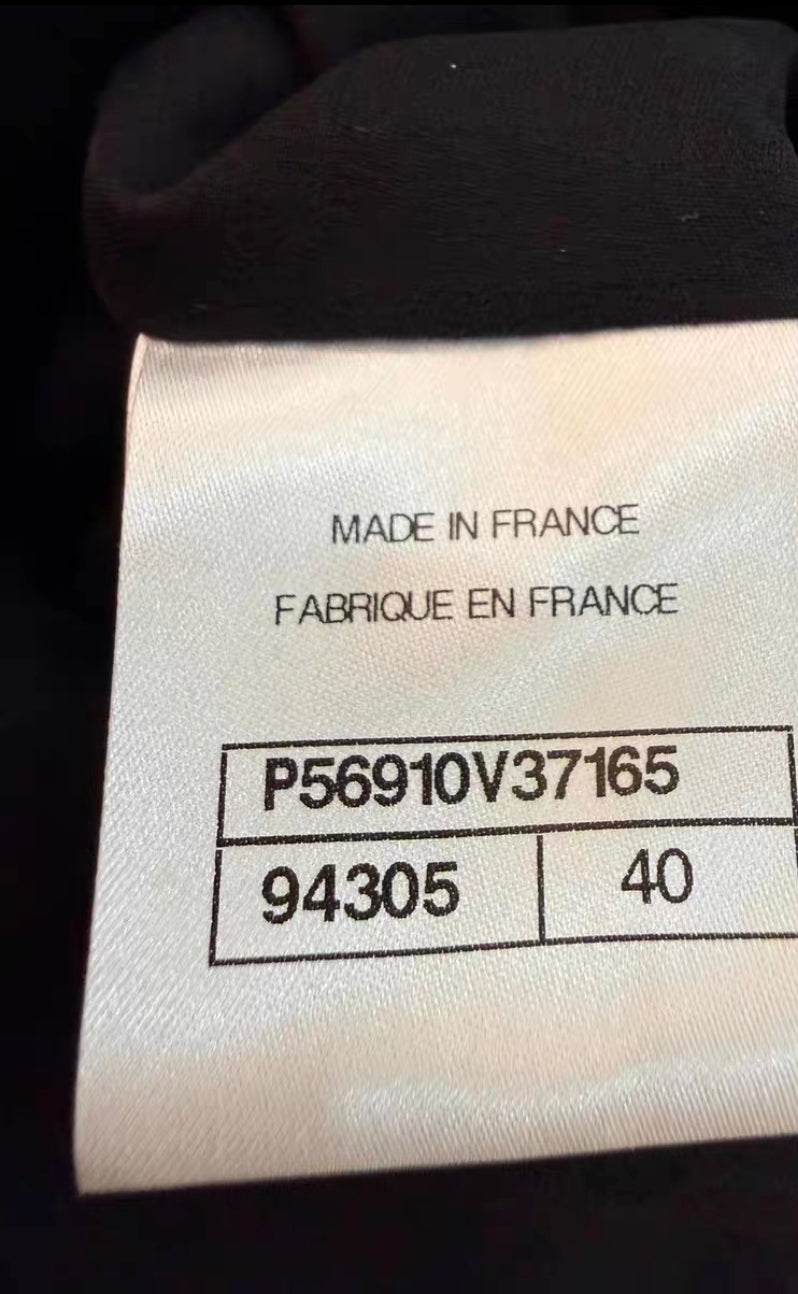 MADE IN FRANCE
FABRIQUE EN FRANCE
P56910V37165
94305 40